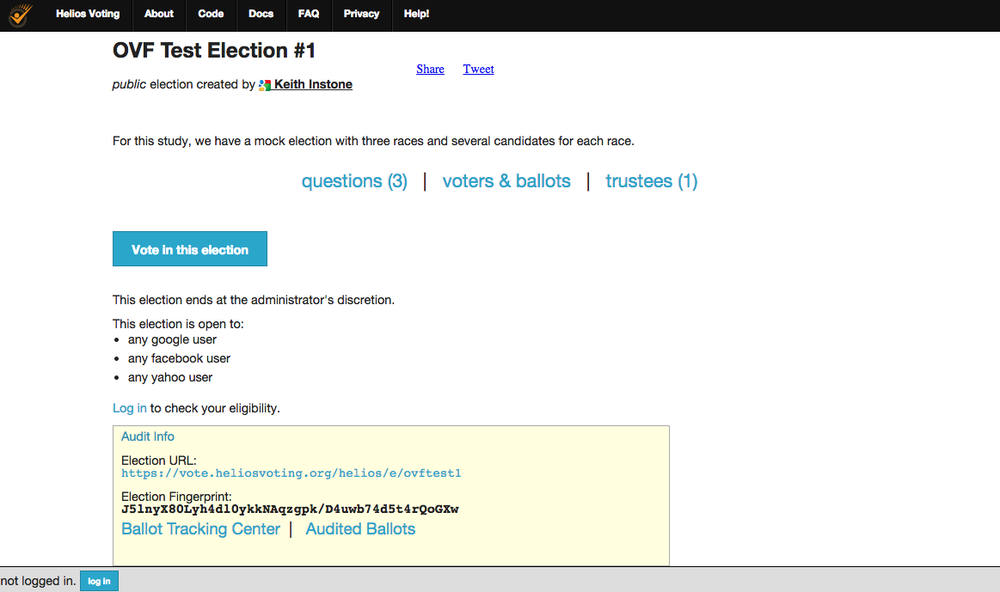 Helios Voting About Code Docs FAQ Privacy Help!
OVF Test Election #1
Share Tweet
public election created by Keith Instone
For this study, we have a mock election with three races and several candidates for each race.
questions (3) | voters & ballots | trustees (1)
Vote in this election
This election ends at the administrator's discretion.
This election is open to:
• any google user
• any facebook user
• any yahoo user
Log in to check your eligibility.
Audit Info
Election URL:
https://vote.heliosvoting.org/helios/e/ovftest1
Election Fingerprint:
J5lnyX80Lyh4dl0ykkNAqzgpk/D4uwb74d5t4rQoGXw
Ballot Tracking Center | Audited Ballots
not logged in. log in